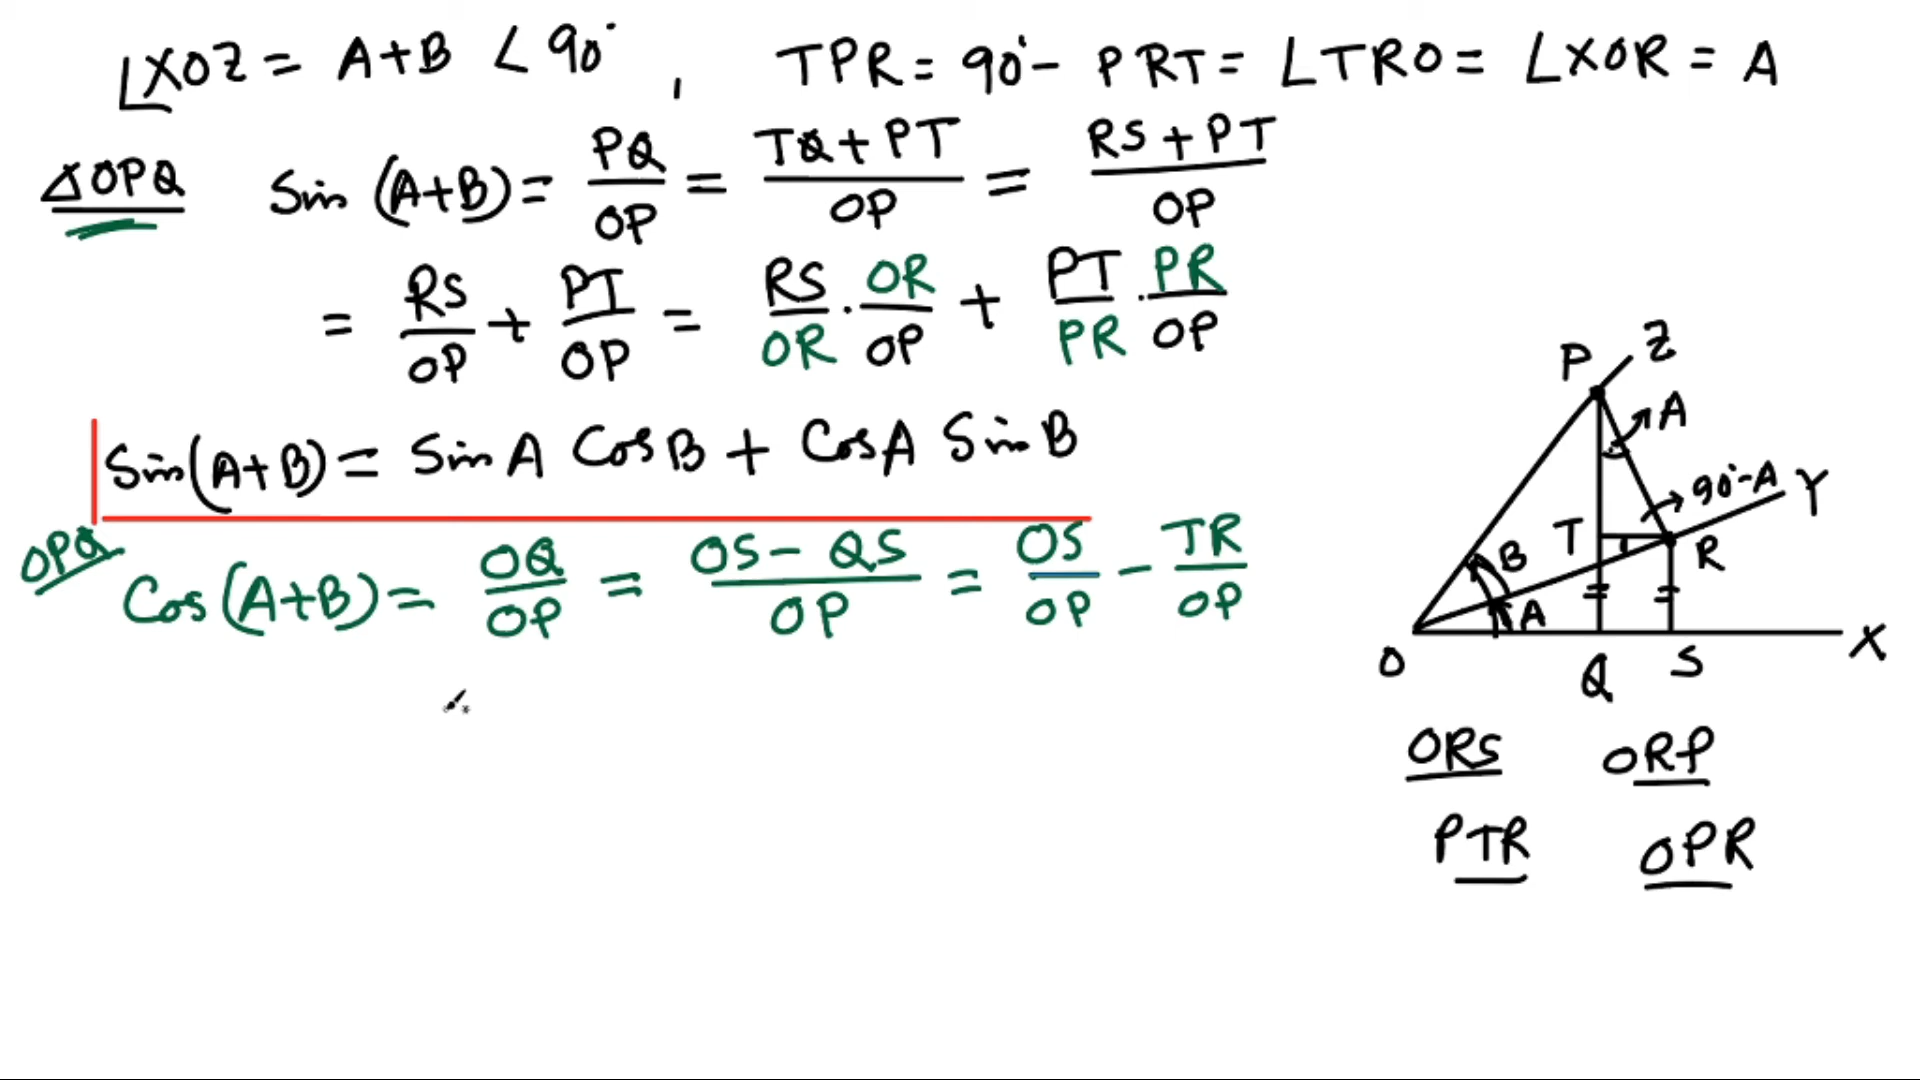 ∠XOZ = A+B < 90° , TPR = 90° - PRT = ∠TRO = ∠XOR = A
△OPQ Sin (A+B) = PQ/OP = TQ + PT/OP = RS + PT/OP
= RS/OP + PT/OP = RS/OR . OR/OP + PT/PR . PR/OP
Sin(A+B) = Sin A Cos B + Cos A Sin B
OPQ Cos(A+B) = OQ/OP = OS - QS/OP = OS/OP - TR/OP
P Z
A
90°-A Y
T R
B
A
O Q S X
ORS ORP
PTR OPR